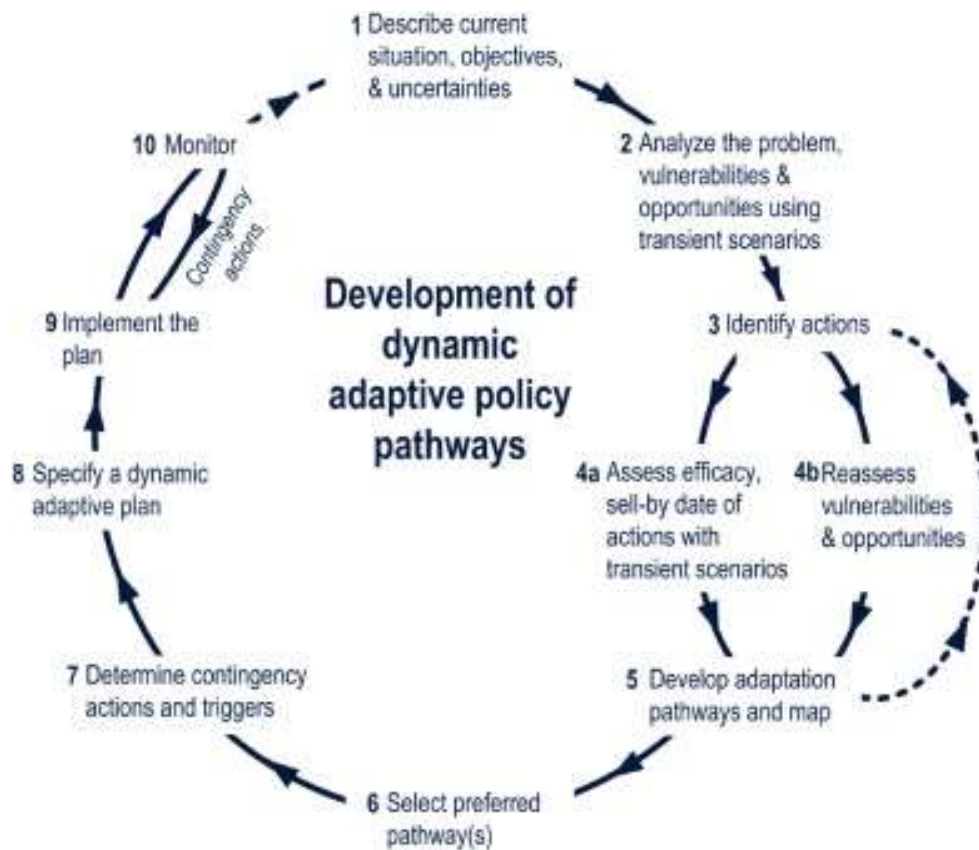 1 Describe current
situation, objectives,
& uncertainties
2 Analyze the problem,
vulnerabilities &
opportunities using
transient scenarios
3 Identify actions
4a Assess efficacy,
sell-by date of
actions with
transient scenarios
4b Reassess
vulnerabilities
& opportunities
5 Develop adaptation
pathways and map
6 Select preferred
pathway(s)
7 Determine contingency
actions and triggers
8 Specify a dynamic
adaptive plan
9 Implement the
plan
10 Monitor
Contingency
actions
Development of
dynamic
adaptive policy
pathways